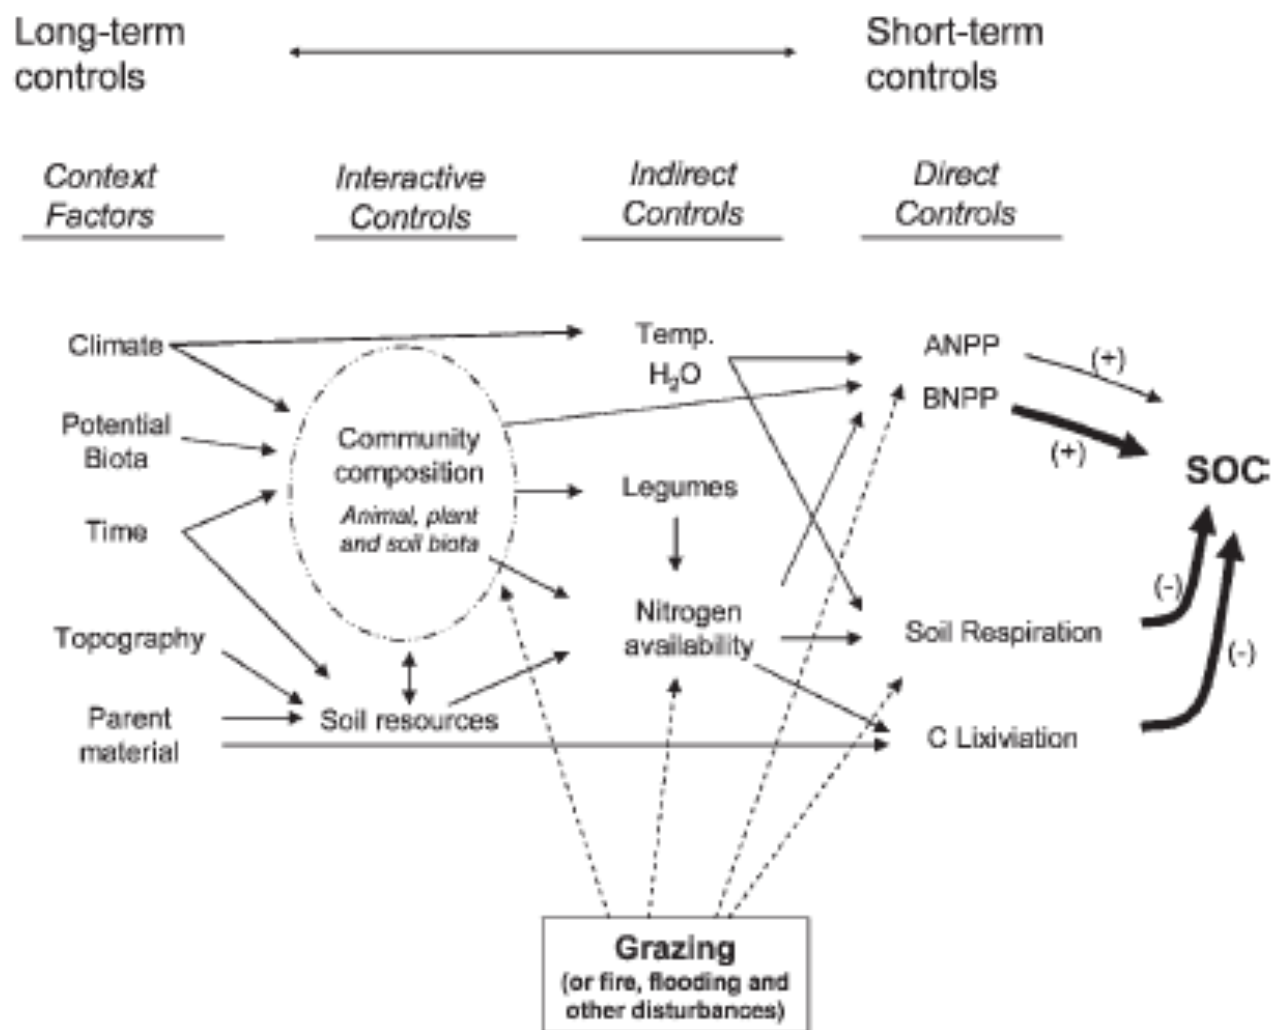 Long-term
controls
Short-term
controls
Context
Factors
Interactive
Controls
Indirect
Controls
Direct
Controls
Climate
Potential
Biota
Time
Topography
Parent
material
Community
composition
Animal, plant
and soil biota
Soil resources
Temp.
H₂O
Legumes
Nitrogen
availability
ANPP
BNPP
Soil Respiration
C Lixiviation
(+)
(+)
SOC
(-)
(-)
Grazing
(or fire, flooding and
other disturbances)